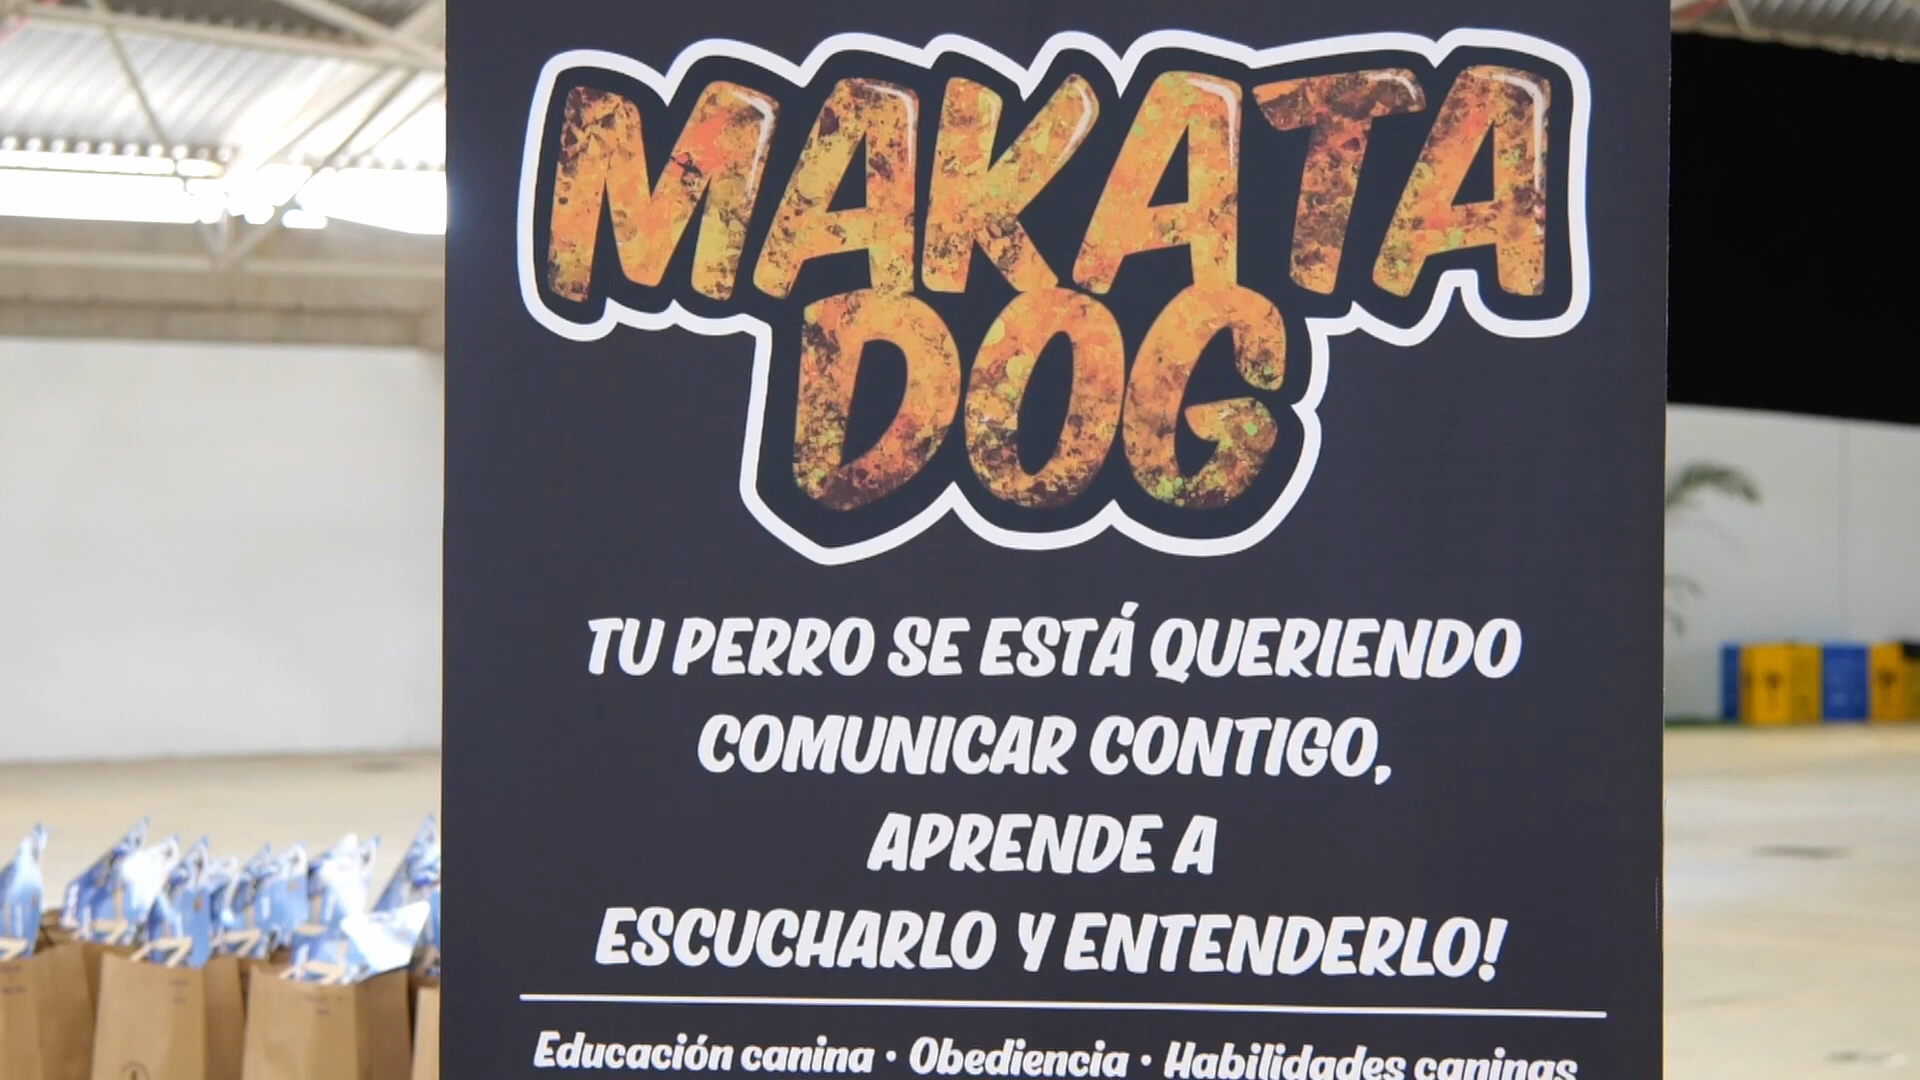 MAKATA
DOG
TU PERRO SE ESTÁ QUERIENDO
COMUNICAR CONTIGO,
APRENDE A
ESCUCHARLO Y ENTENDERLO!
Educación canina • Obediencia • Habilidades caninas